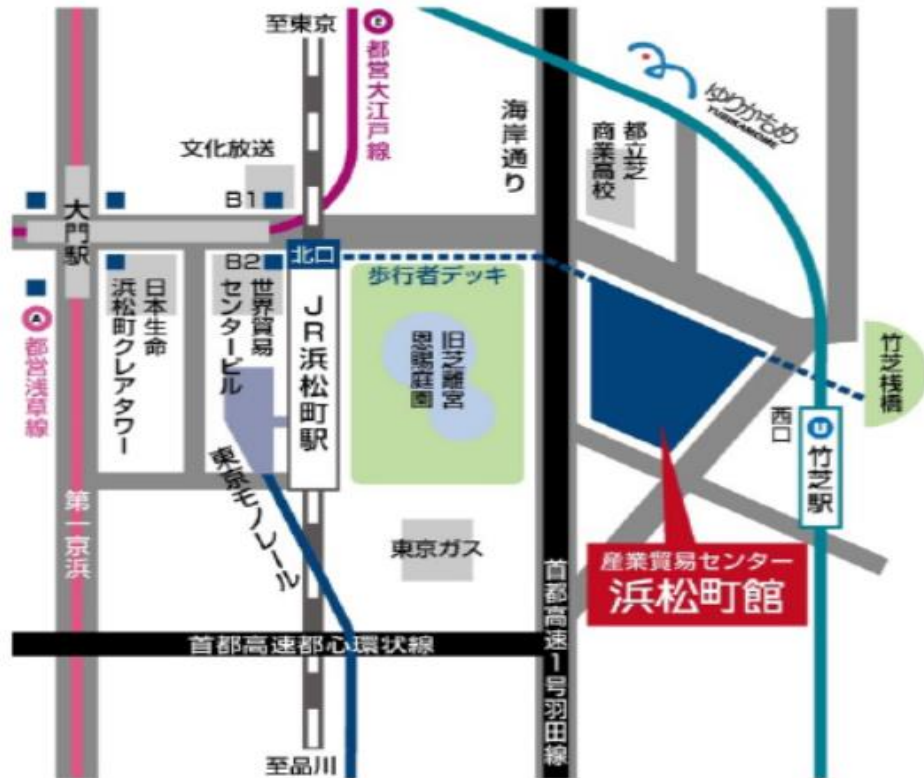 至東京
E
都営大江戸線
海岸通り
ゆりかもめ
YURIKAMOME
文化放送
都立芝
商業高校
B1
大門駅
B2
北口
歩行者デッキ
A
都営浅草線
日本生命
浜松町クレアタワー
世界貿易
センタービル
JR浜松町駅
旧芝離宮
恩賜庭園
竹芝桟橋
西口
U
竹芝駅
東京モノレール
第一京浜
東京ガス
産業貿易センター
浜松町館
首都高速1号羽田線
首都高速都心環状線
至品川